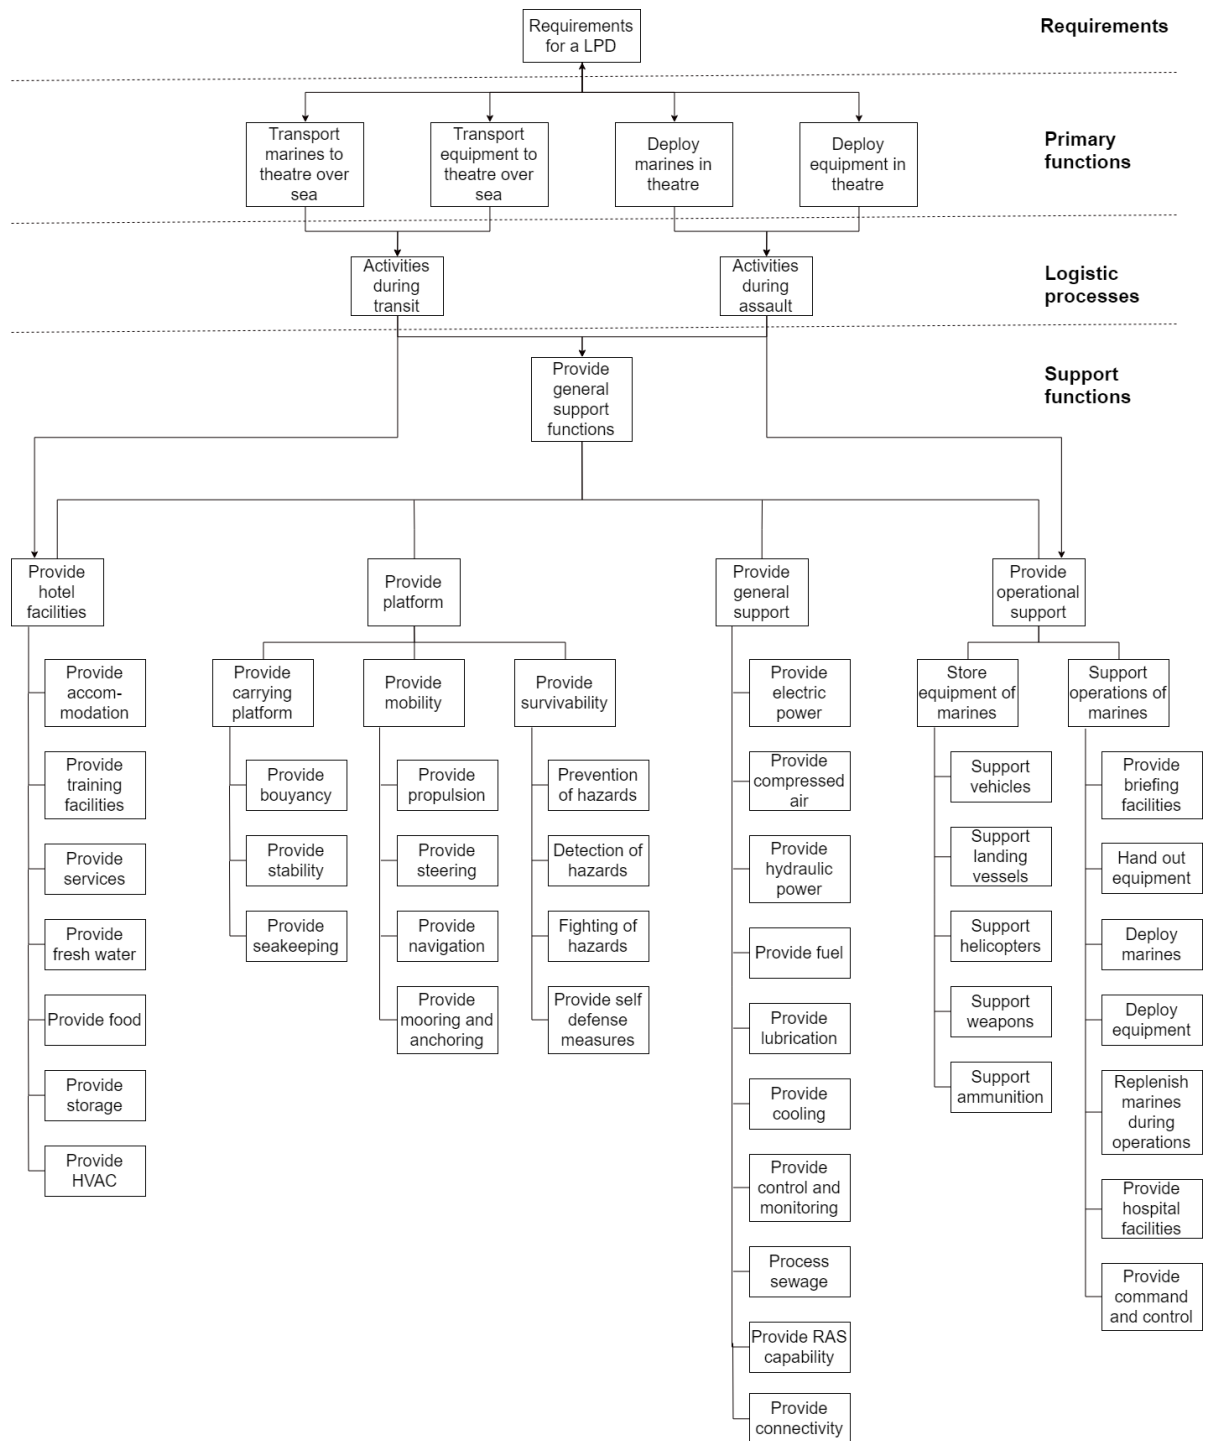 Requirements
for a LPD
Requirements
Transport
marines to
theatre over
sea
Transport
equipment to
theatre over
sea
Deploy
marines in
theatre
Deploy
equipment in
theatre
Primary
functions
Activities
during
transit
Activities
during
assault
Logistic
processes
Provide
general
support
functions
Support
functions
Provide
hotel
facilities
Provide
platform
Provide
general
support
Provide
operational
support
Provide
accom-
modation
Provide
training
facilities
Provide
services
Provide
fresh water
Provide food
Provide
storage
Provide
HVAC
Provide
carrying
platform
Provide
bouyancy
Provide
stability
Provide
seakeeping
Provide
mobility
Provide
propulsion
Provide
steering
Provide
navigation
Provide
mooring and
anchoring
Provide
survivability
Prevention
of hazards
Detection of
hazards
Fighting of
hazards
Provide self
defense
measures
Provide
electric
power
Provide
compressed
air
Provide
hydraulic
power
Provide fuel
Provide
lubrication
Provide
cooling
Provide
control and
monitoring
Process
sewage
Provide RAS
capability
Provide
connectivity
Store
equipment of
marines
Support
vehicles
Support
landing
vessels
Support
helicopters
Support
weapons
Support
ammunition
Support
operations of
marines
Provide
briefing
facilities
Hand out
equipment
Deploy
marines
Deploy
equipment
Replenish
marines
during
operations
Provide
hospital
facilities
Provide
command
and control